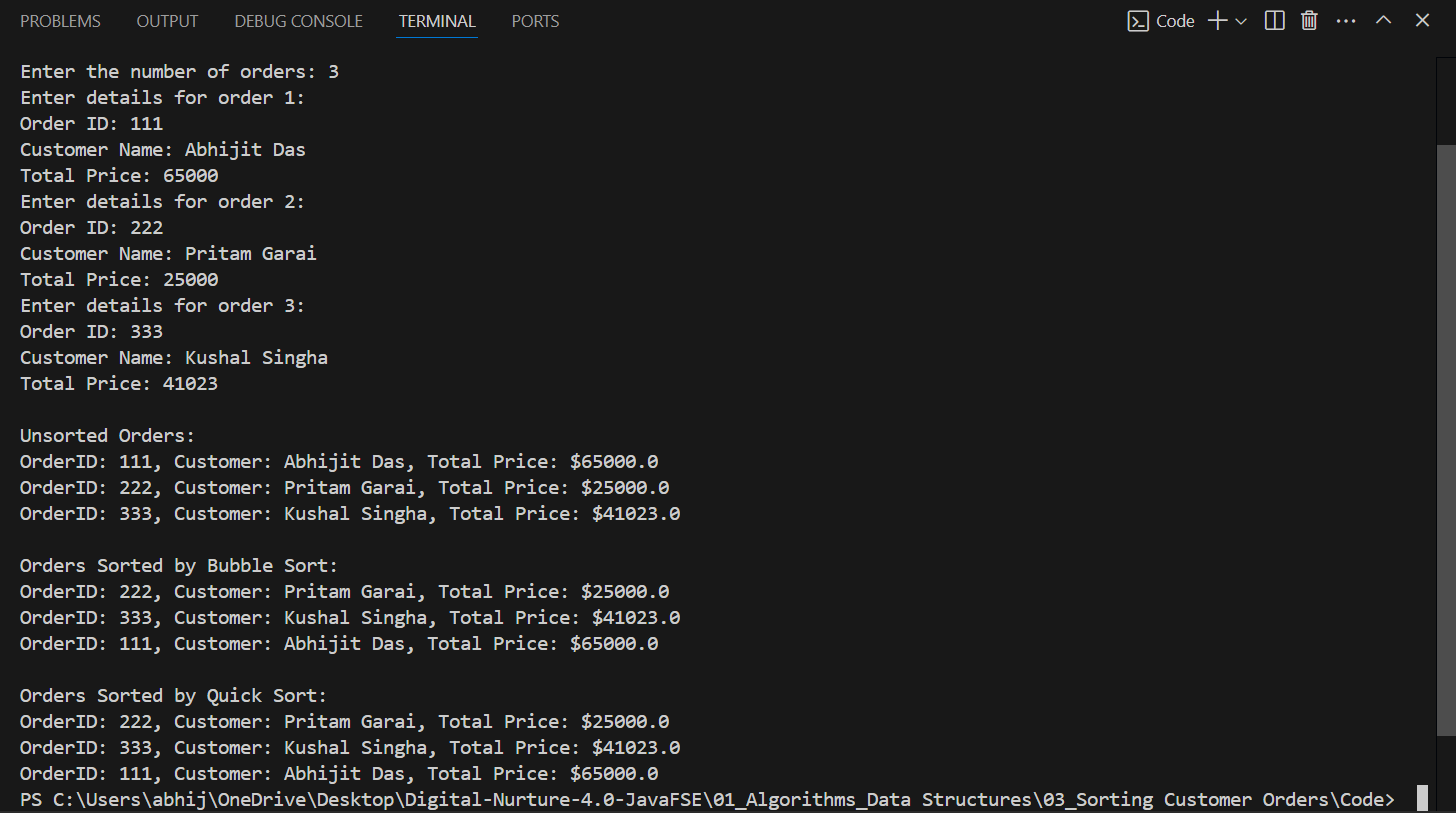 PROBLEMS OUTPUT DEBUG CONSOLE TERMINAL PORTS Code
Enter the number of orders: 3
Enter details for order 1:
Order ID: 111
Customer Name: Abhijit Das
Total Price: 65000
Enter details for order 2:
Order ID: 222
Customer Name: Pritam Garai
Total Price: 25000
Enter details for order 3:
Order ID: 333
Customer Name: Kushal Singha
Total Price: 41023
Unsorted Orders:
OrderID: 111, Customer: Abhijit Das, Total Price: $65000.0
OrderID: 222, Customer: Pritam Garai, Total Price: $25000.0
OrderID: 333, Customer: Kushal Singha, Total Price: $41023.0
Orders Sorted by Bubble Sort:
OrderID: 222, Customer: Pritam Garai, Total Price: $25000.0
OrderID: 333, Customer: Kushal Singha, Total Price: $41023.0
OrderID: 111, Customer: Abhijit Das, Total Price: $65000.0
Orders Sorted by Quick Sort:
OrderID: 222, Customer: Pritam Garai, Total Price: $25000.0
OrderID: 333, Customer: Kushal Singha, Total Price: $41023.0
OrderID: 111, Customer: Abhijit Das, Total Price: $65000.0
PS C:\Users\abhij\OneDrive\Desktop\Digital-Nurture-4.0-JavaFSE\01_Algorithms_Data Structures\03_Sorting Customer Orders\Code>